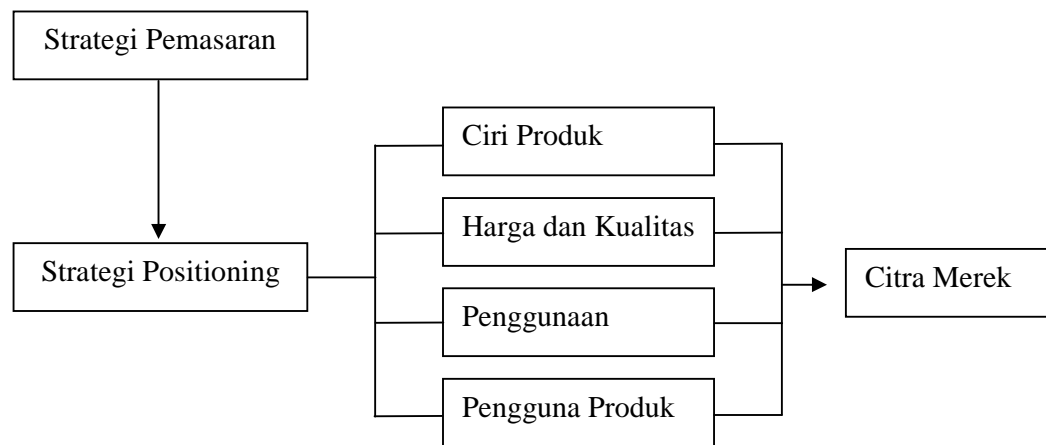 Strategi Pemasaran
Ciri Produk
Harga dan Kualitas
Strategi Positioning
Citra Merek
Penggunaan
Pengguna Produk